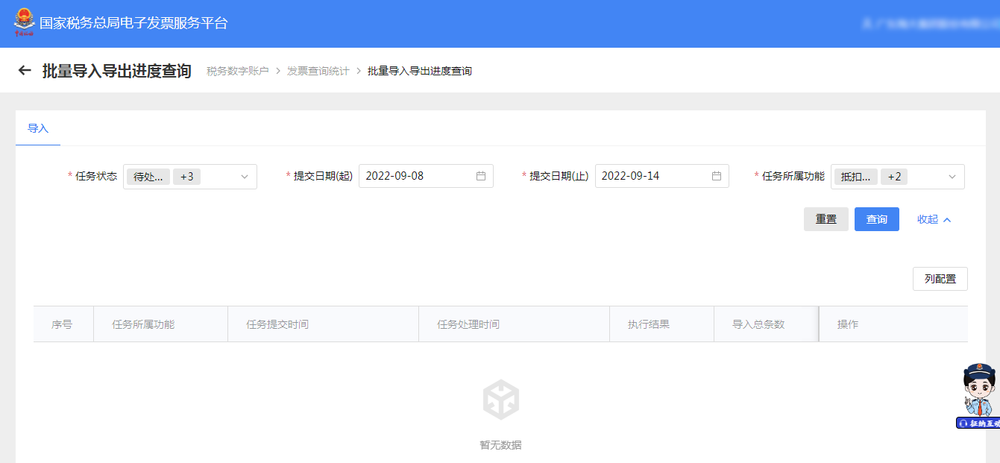 国家税务总局电子发票服务平台
批量导入导出进度查询 税务数字账户 > 发票查询统计 > 批量导入导出进度查询
导入
* 任务状态 待处... +3 * 提交日期(起) 2022-09-08 * 提交日期(止) 2022-09-14 * 任务所属功能 抵扣... +2
重置 查询 收起
列配置
序号 任务所属功能 任务提交时间 任务处理时间 执行结果 导入总条数 操作
征纳互动
暂无数据